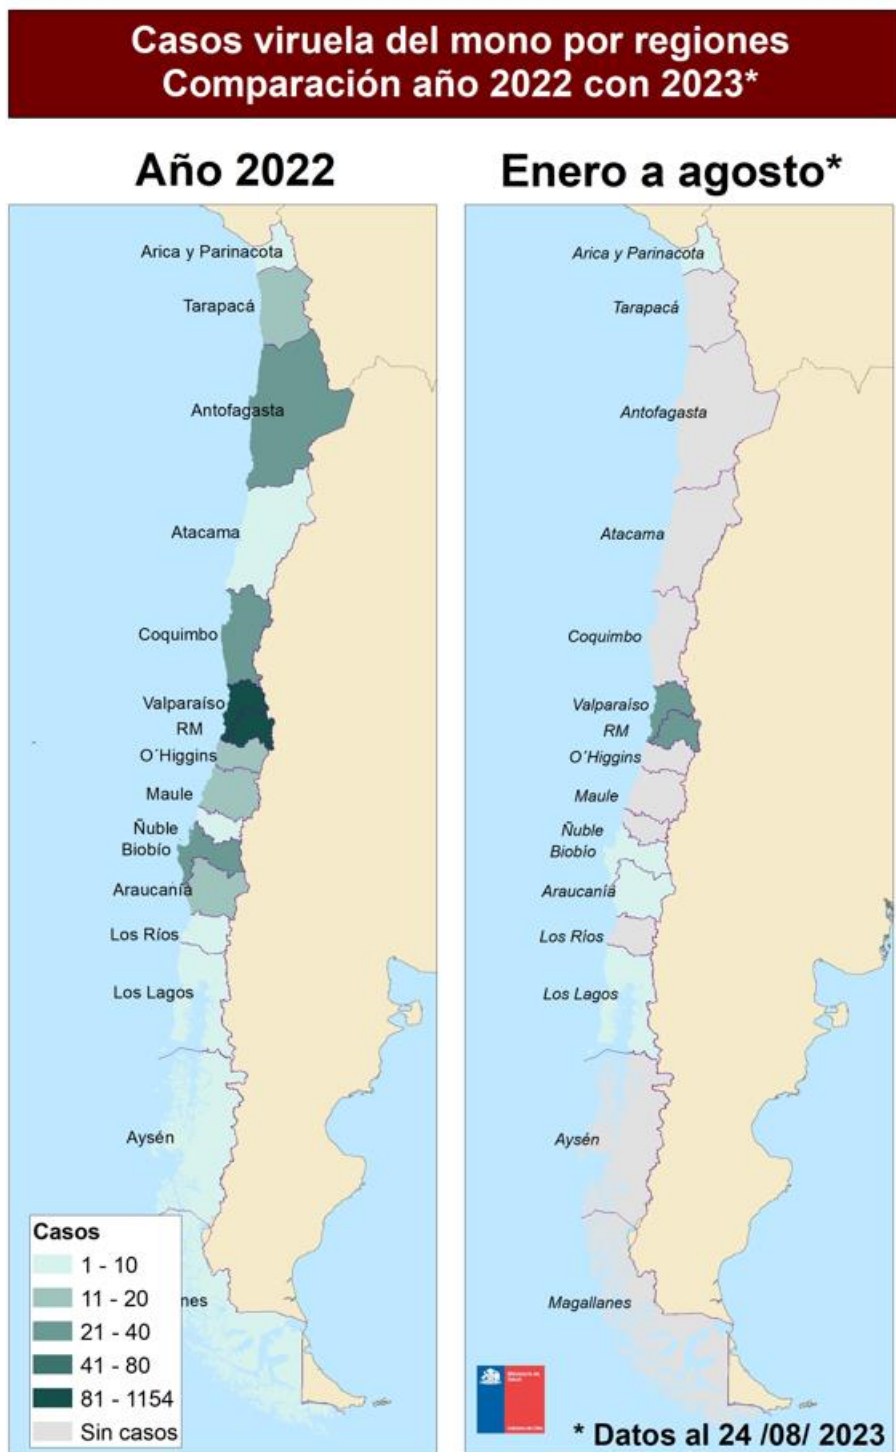 Casos viruela del mono por regiones
Comparación año 2022 con 2023*
Año 2022
Arica y Parinacota
Tarapacá
Antofagasta
Atacama
Coquimbo
Valparaíso
RM
O´Higgins
Maule
Ñuble
Biobío
Araucanía
Los Ríos
Los Lagos
Aysén
nes
Casos
1 - 10
11 - 20
21 - 40
41 - 80
81 - 1154
Sin casos
Enero a agosto*
Arica y Parinacota
Tarapacá
Antofagasta
Atacama
Coquimbo
Valparaíso
RM
O´Higgins
Maule
Ñuble
Biobío
Araucanía
Los Ríos
Los Lagos
Aysén
Magallanes
* Datos al 24 /08/ 2023